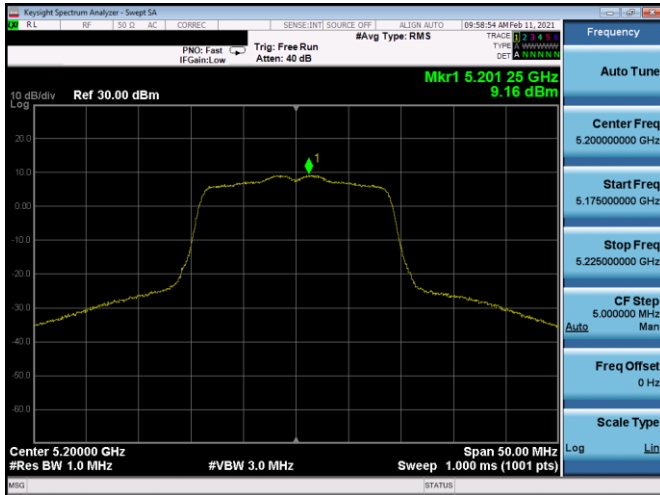 Keysight Spectrum Analyzer - Swept SA
RL RF 50 Ω AC CORREC SENSE:INT SOURCE OFF ALIGN AUTO 09:58:54 AM Feb 11, 2021
#Avg Type: RMS
TRACE 1 2 3 4 5 6
TYPE A WWWWW
DET A N N N N N
PNO: Fast Trig: Free Run
IFGain:Low Atten: 40 dB
Mkr1 5.201 25 GHz
9.16 dBm
10 dB/div Ref 30.00 dBm
Log
20.0
1
10.0
0.00
-10.0
-20.0
-30.0
-40.0
-50.0
-60.0
Center 5.20000 GHz Span 50.00 MHz
#Res BW 1.0 MHz #VBW 3.0 MHz Sweep 1.000 ms (1001 pts)
MSG STATUS
Frequency
Auto Tune
Center Freq
5.200000000 GHz
Start Freq
5.175000000 GHz
Stop Freq
5.225000000 GHz
CF Step
5.000000 MHz
Auto Man
Freq Offset
0 Hz
Scale Type
Log Lin